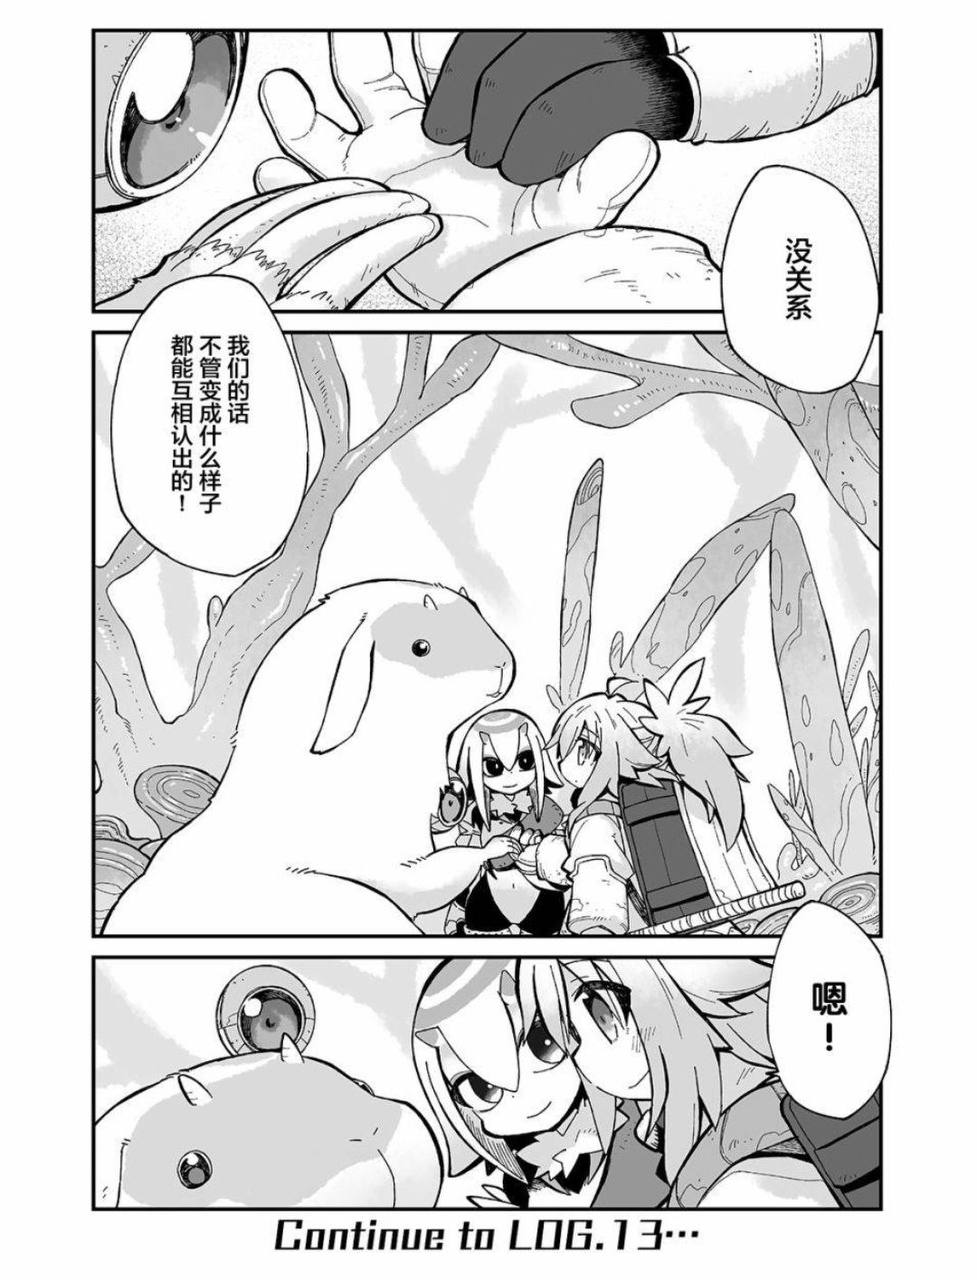 没关系
我们的话
不管变成什么样子
都能互相认出的！
嗯！
Continue to LOG.13…